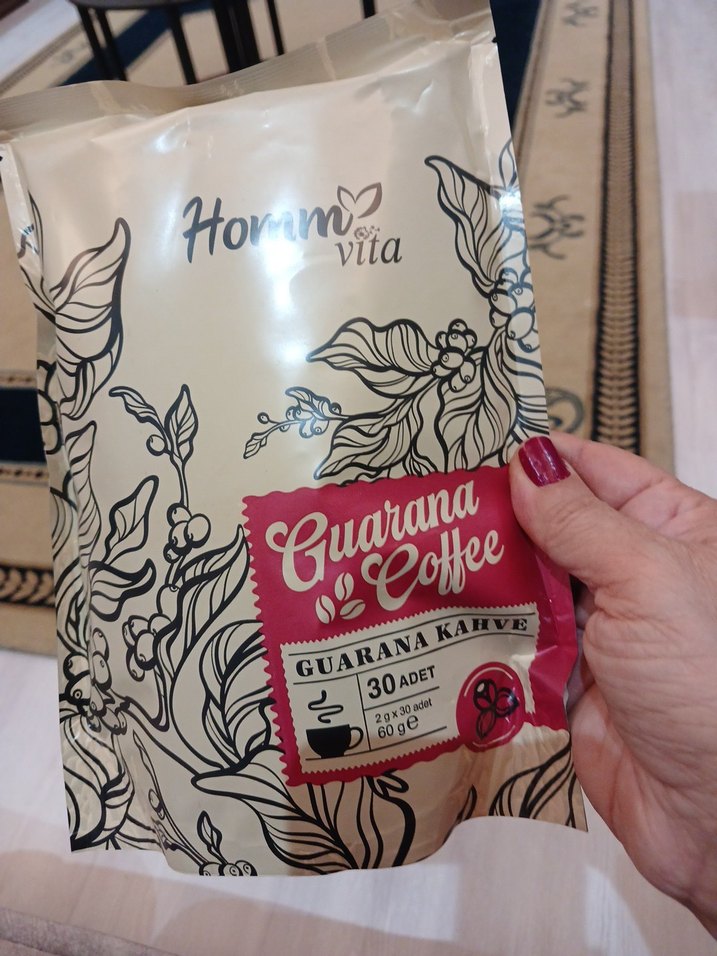 Homm
vita
Guarana
Coffee
GUARANA KAHVE
30 ADET
2 g x 30 adet
60 g e